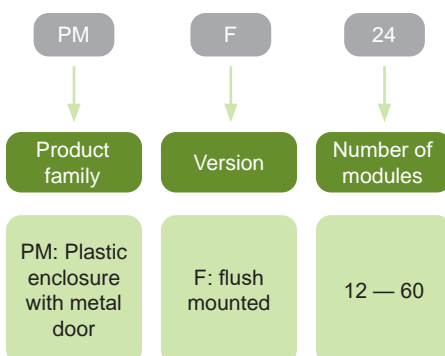 PM
F
24
Product
family
Version
Number of
modules
PM: Plastic
enclosure
with metal
door
F: flush
mounted
12 — 60